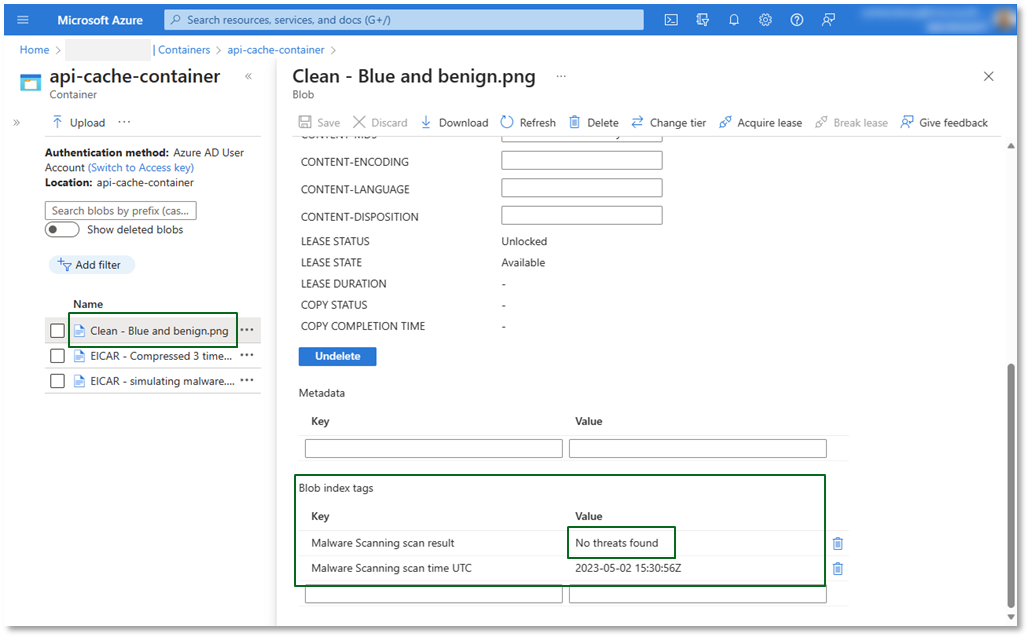 Microsoft Azure
Search resources, services, and docs (G+/)
Home > | Containers > api-cache-container >
api-cache-container
Container
Upload
Authentication method: Azure AD User
Account (Switch to Access key)
Location: api-cache-container
Search blobs by prefix (cas...
Show deleted blobs
Add filter
Name
Clean - Blue and benign.png
EICAR - Compressed 3 time...
EICAR - simulating malware....
Clean - Blue and benign.png ...
Blob
Save Discard Download Refresh Delete Change tier Acquire lease Break lease Give feedback
CONTENT-ENCODING
CONTENT-LANGUAGE
CONTENT-DISPOSITION
LEASE STATUS Unlocked
LEASE STATE Available
LEASE DURATION -
COPY STATUS -
COPY COMPLETION TIME -
Undelete
Metadata
Key Value
Blob index tags
Key Value
Malware Scanning scan result No threats found
Malware Scanning scan time UTC 2023-05-02 15:30:56Z